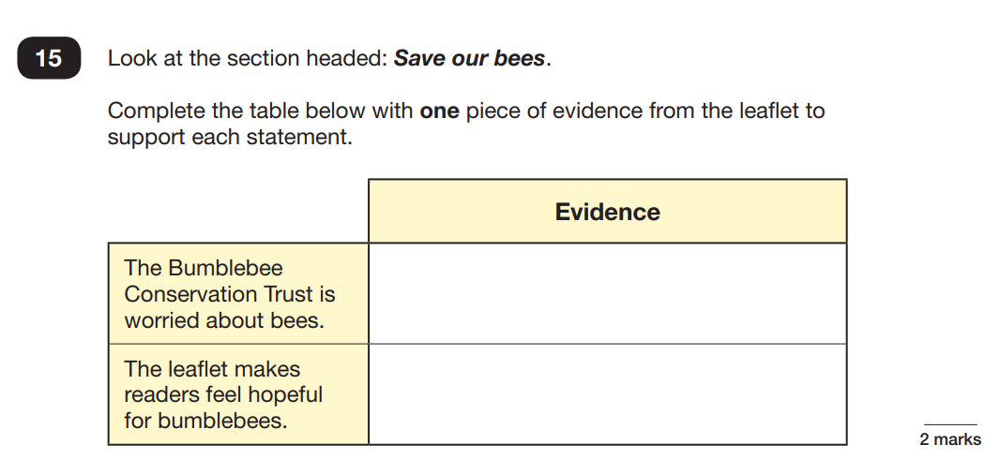 15
Look at the section headed: Save our bees.
Complete the table below with one piece of evidence from the leaflet to
support each statement.
Evidence
The Bumblebee
Conservation Trust is
worried about bees.
The leaflet makes
readers feel hopeful
for bumblebees.
2 marks